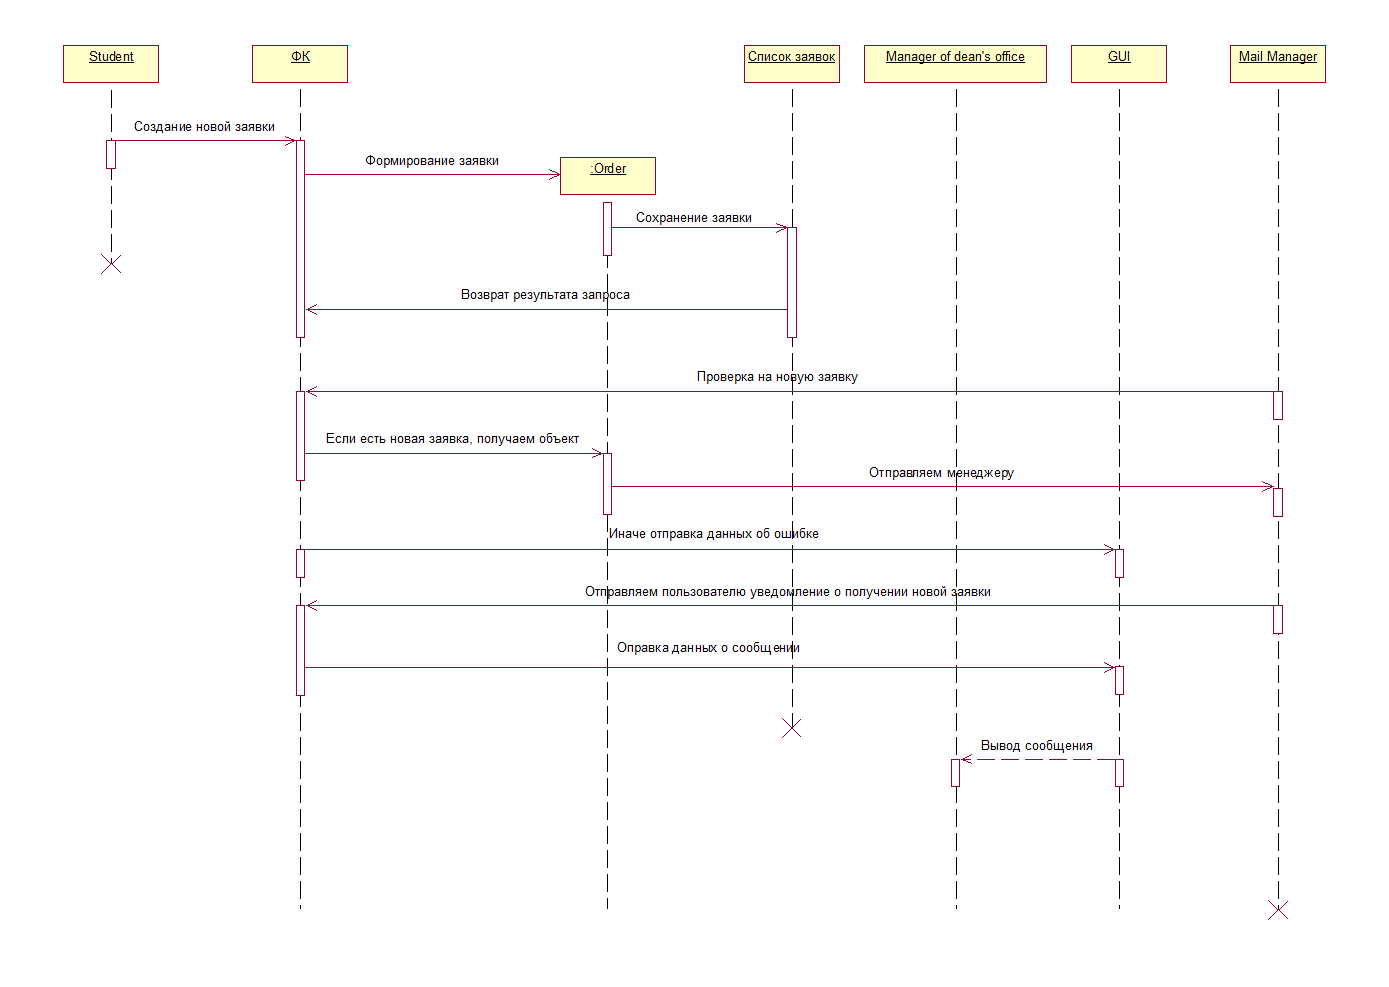 Student
ФК
Список заявок
Manager of dean's office
GUI
Mail Manager
Создание новой заявки
Формирование заявки
:Order
Сохранение заявки
Возврат результата запроса
Проверка на новую заявку
Если есть новая заявка, получаем объект
Отправляем менеджеру
Иначе отправка данных об ошибке
Отправляем пользователю уведомление о получении новой заявки
Оправка данных о сообщении
Вывод сообщения